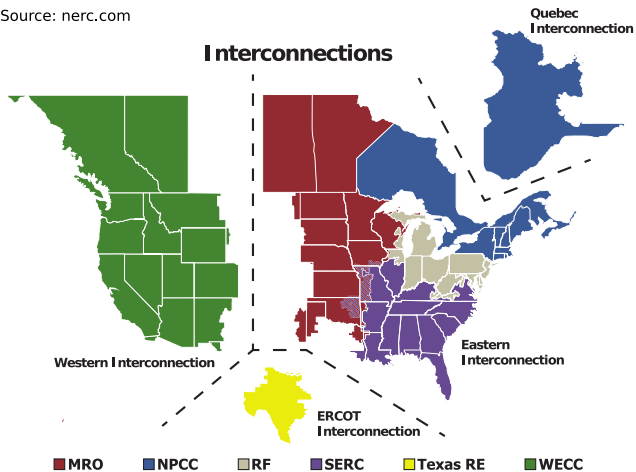 Source: nerc.com
Quebec
Interconnection
Interconnections
Western Interconnection
Eastern
Interconnection
ERCOT
Interconnection
MRO NPCC RF SERC Texas RE WECC